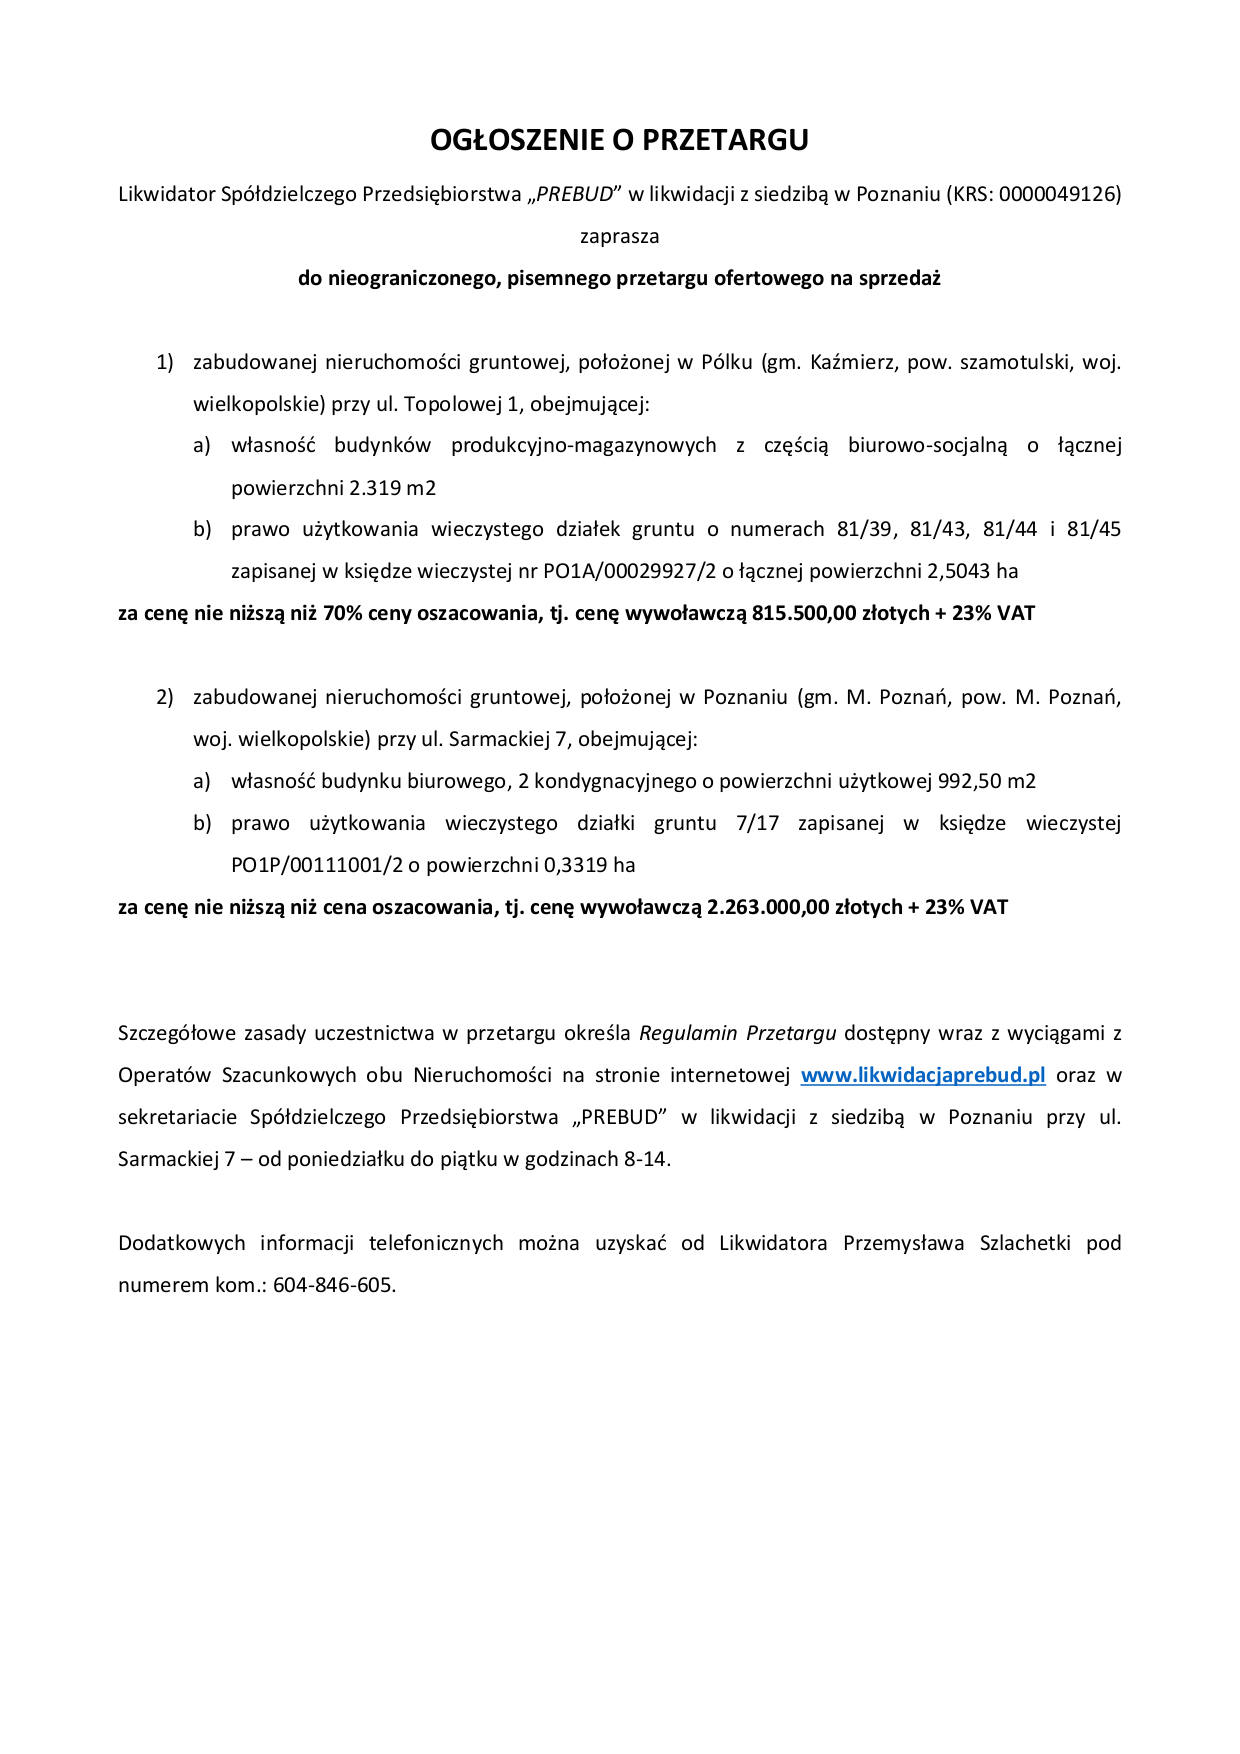 OGŁOSZENIE O PRZETARGU
Likwidator Spółdzielczego Przedsiębiorstwa „PREBUD” w likwidacji z siedzibą w Poznaniu (KRS: 0000049126)
zaprasza
do nieograniczonego, pisemnego przetargu ofertowego na sprzedaż
1) zabudowanej nieruchomości gruntowej, położonej w Pólku (gm. Kaźmierz, pow. szamotulski, woj.
wielkopolskie) przy ul. Topolowej 1, obejmującej:
a) własność budynków produkcyjno-magazynowych z częścią biurowo-socjalną o łącznej
powierzchni 2.319 m2
b) prawo użytkowania wieczystego działek gruntu o numerach 81/39, 81/43, 81/44 i 81/45
zapisanej w księdze wieczystej nr PO1A/00029927/2 o łącznej powierzchni 2,5043 ha
za cenę nie niższą niż 70% ceny oszacowania, tj. cenę wywoławczą 815.500,00 złotych + 23% VAT
2) zabudowanej nieruchomości gruntowej, położonej w Poznaniu (gm. M. Poznań, pow. M. Poznań,
woj. wielkopolskie) przy ul. Sarmackiej 7, obejmującej:
a) własność budynku biurowego, 2 kondygnacyjnego o powierzchni użytkowej 992,50 m2
b) prawo użytkowania wieczystego działki gruntu 7/17 zapisanej w księdze wieczystej
PO1P/00111001/2 o powierzchni 0,3319 ha
za cenę nie niższą niż cena oszacowania, tj. cenę wywoławczą 2.263.000,00 złotych + 23% VAT
Szczegółowe zasady uczestnictwa w przetargu określa Regulamin Przetargu dostępny wraz z wyciągami z
Operatów Szacunkowych obu Nieruchomości na stronie internetowej www.likwidacjaprebud.pl oraz w
sekretariacie Spółdzielczego Przedsiębiorstwa „PREBUD” w likwidacji z siedzibą w Poznaniu przy ul.
Sarmackiej 7 – od poniedziałku do piątku w godzinach 8-14.
Dodatkowych informacji telefonicznych można uzyskać od Likwidatora Przemysława Szlachetki pod
numerem kom.: 604-846-605.